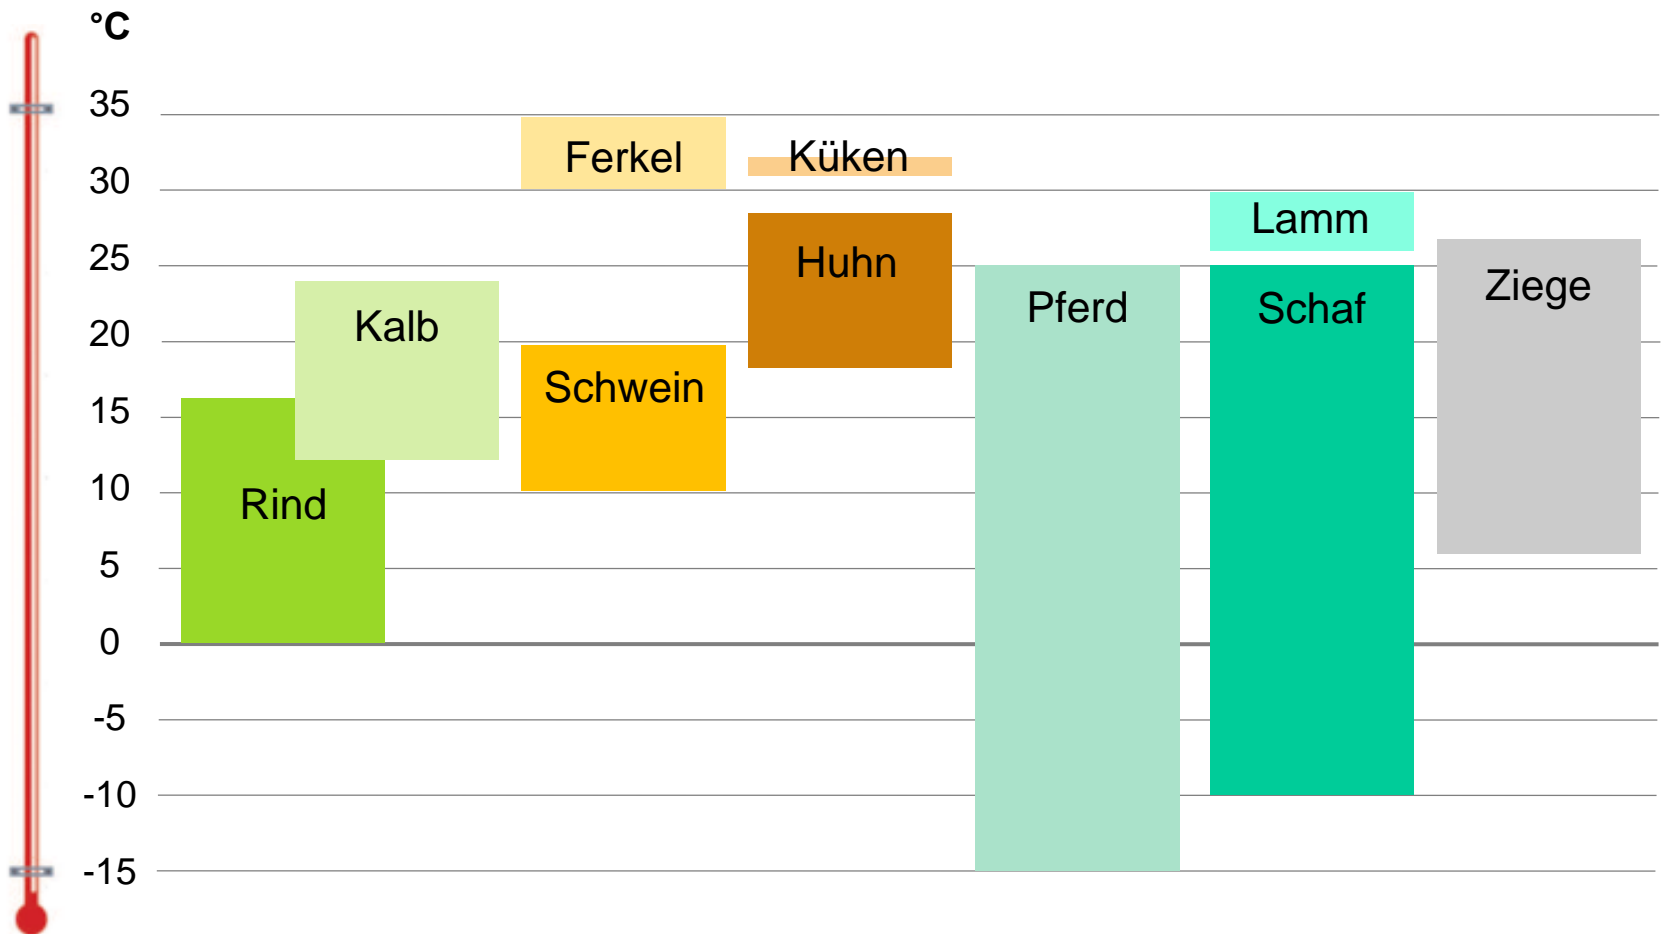 °C
35
30
25
20
15
10
5
0
-5
-10
-15
Ferkel
Küken
Lamm
Huhn
Ziege
Pferd
Schaf
Kalb
Schwein
Rind